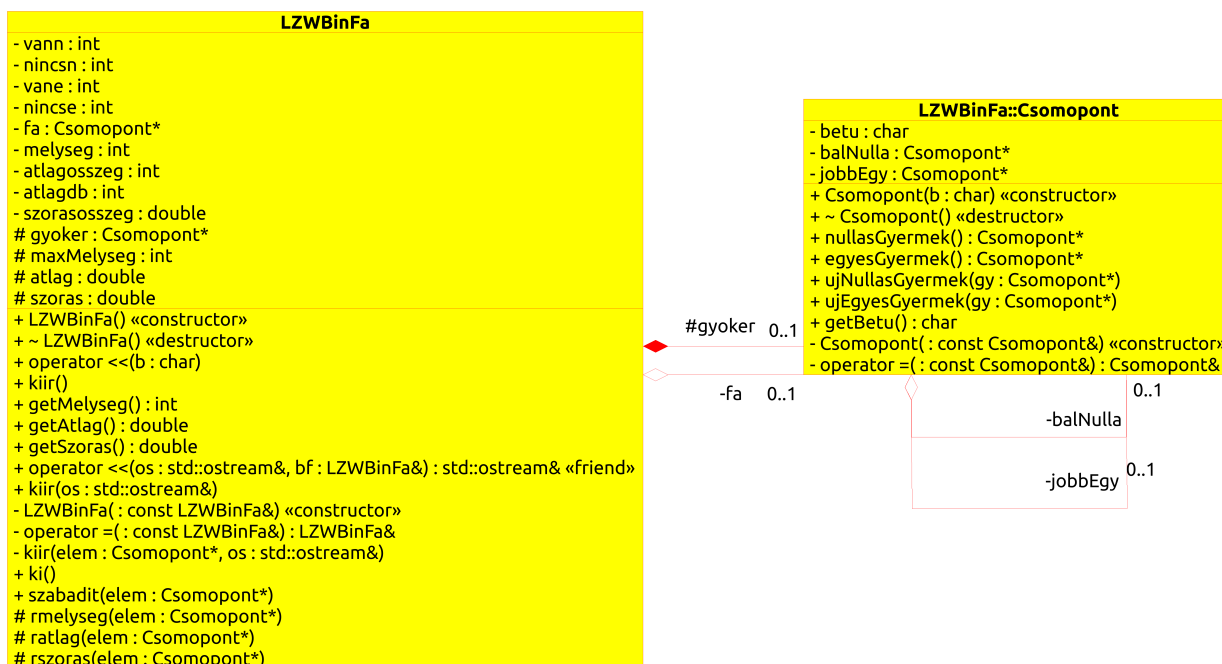 LZWBinFa
- vann : int
- nincsn : int
- vane : int
- nincse : int
- fa : Csomopont*
- melyseg : int
- atlagosszeg : int
- atlagdb : int
- szorasosszeg : double
# gyoker : Csomopont*
# maxMelyseg : int
# atlag : double
# szoras : double
+ LZWBinFa() «constructor»
+ ~ LZWBinFa() «destructor»
+ operator <<(b : char)
+ kiir()
+ getMelyseg() : int
+ getAtlag() : double
+ getSzoras() : double
+ operator <<(os : std::ostream&, bf : LZWBinFa&) : std::ostream& «friend»
+ kiir(os : std::ostream&)
- LZWBinFa( : const LZWBinFa&) «constructor»
- operator =( : const LZWBinFa&) : LZWBinFa&
- kiir(elem : Csomopont*, os : std::ostream&)
+ ki()
+ szabadit(elem : Csomopont*)
# rmelyseg(elem : Csomopont*)
# ratlag(elem : Csomopont*)
# rszoras(elem : Csomopont*)
#gyoker 0..1
-fa 0..1
LZWBinFa::Csomopont
- betu : char
- balNulla : Csomopont*
- jobbEgy : Csomopont*
+ Csomopont(b : char) «constructor»
+ ~ Csomopont() «destructor»
+ nullasGyermek() : Csomopont*
+ egyesGyermek() : Csomopont*
+ ujNullasGyermek(gy : Csomopont*)
+ ujEgyesGyermek(gy : Csomopont*)
+ getBetu() : char
- Csomopont( : const Csomopont&) «constructor»
- operator =( : const Csomopont&) : Csomopont&
0..1
-balNulla
0..1
-jobbEgy